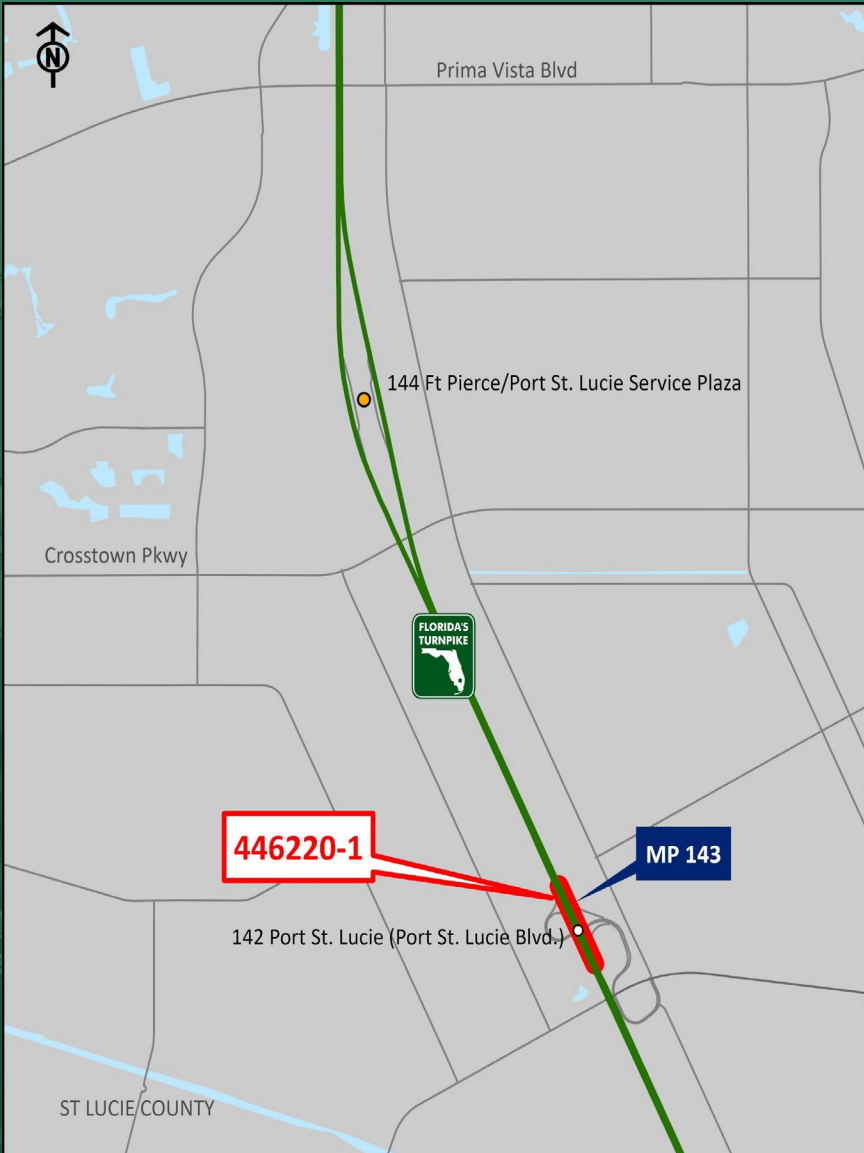 N
Prima Vista Blvd
144 Ft Pierce/Port St. Lucie Service Plaza
Crosstown Pkwy
FLORIDA'S
TURNPIKE
446220-1
MP 143
142 Port St. Lucie (Port St. Lucie Blvd.)
ST LUCIE COUNTY